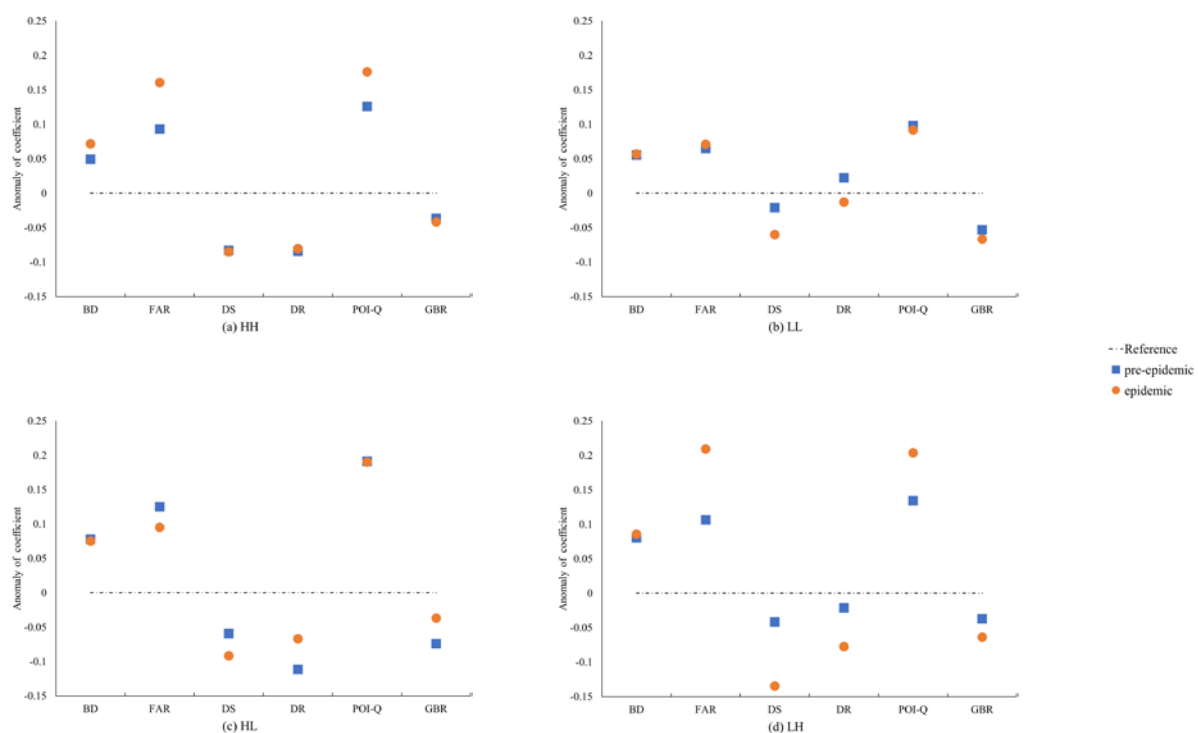 0.25
0.2
0.15
0.1
0.05
0
-0.05
-0.1
-0.15
Anomaly of coefficient
BD FAR DS DR POI-Q GBR
(a) HH
0.25
0.2
0.15
0.1
0.05
0
-0.05
-0.1
-0.15
Anomaly of coefficient
BD FAR DS DR POI-Q GBR
(b) LL
Reference
pre-epidemic
epidemic
0.25
0.2
0.15
0.1
0.05
0
-0.05
-0.1
-0.15
Anomaly of coefficient
BD FAR DS DR POI-Q GBR
(c) HL
0.25
0.2
0.15
0.1
0.05
0
-0.05
-0.1
-0.15
Anomaly of coefficient
BD FAR DS DR POI-Q GBR
(d) LH